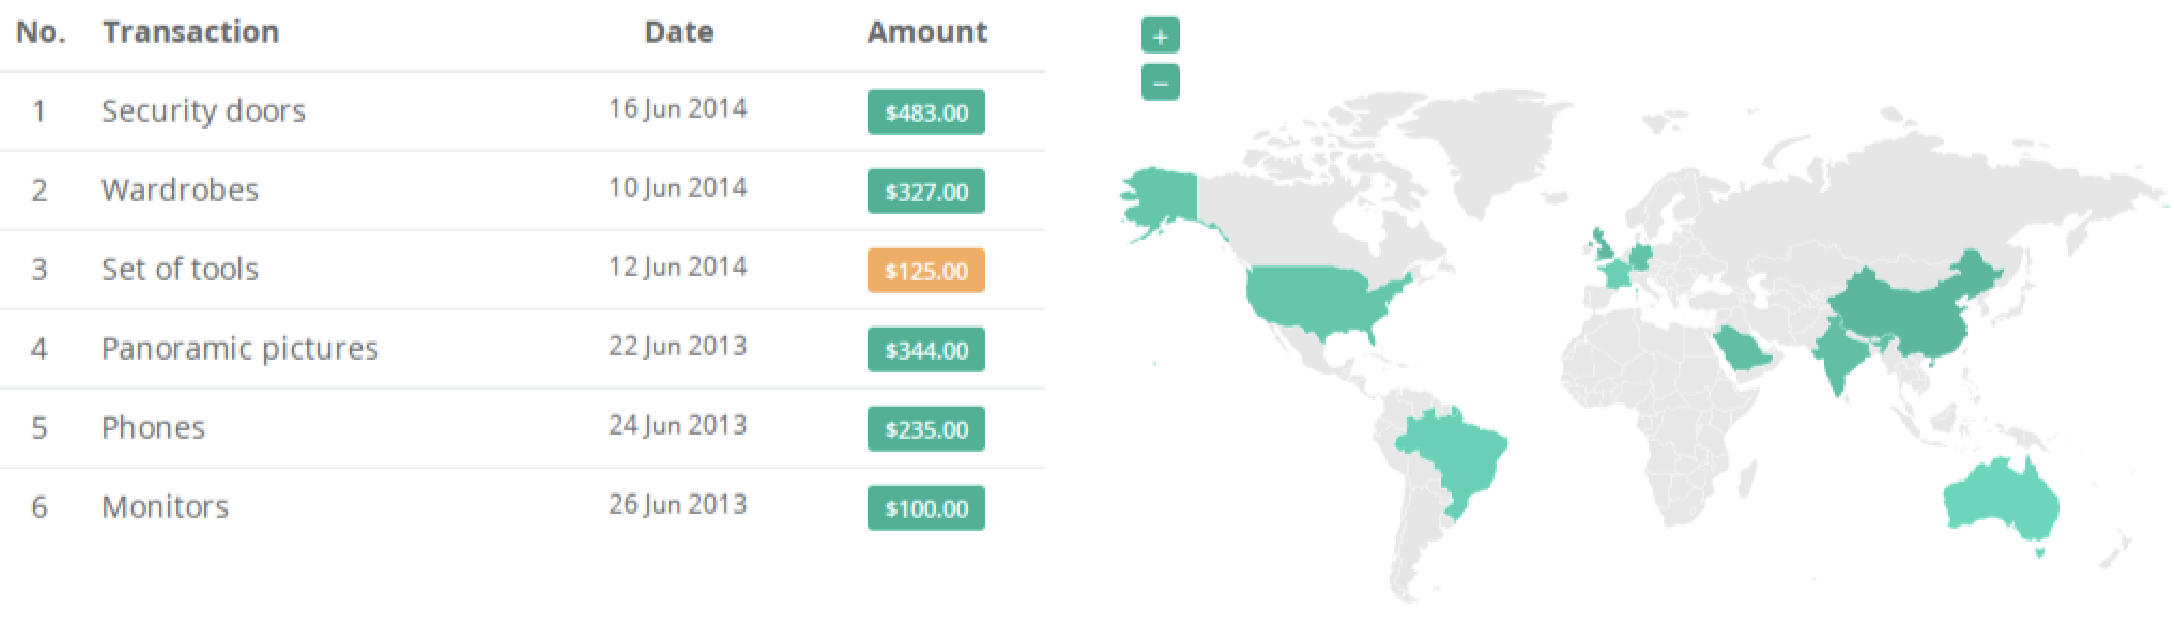 No. Transaction Date Amount
1 Security doors 16 Jun 2014 $483.00
2 Wardrobes 10 Jun 2014 $327.00
3 Set of tools 12 Jun 2014 $125.00
4 Panoramic pictures 22 Jun 2013 $344.00
5 Phones 24 Jun 2013 $235.00
6 Monitors 26 Jun 2013 $100.00
+
−